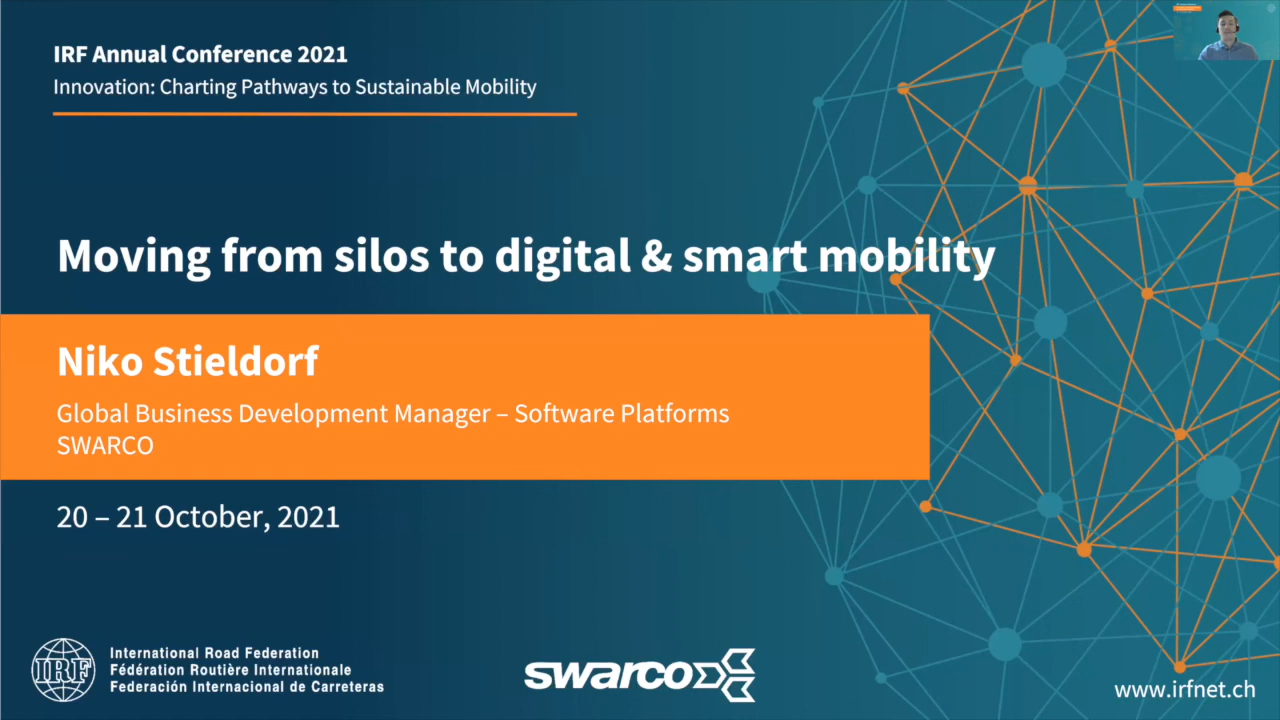 IRF Annual Conference 2021
Innovation: Charting Pathways to Sustainable Mobility
Moving from silos to digital & smart mobility
Niko Stieldorf
Global Business Development Manager – Software Platforms
SWARCO
20 – 21 October, 2021
IRF
International Road Federation
Fédération Routière Internationale
Federación Internacional de Carreteras
swarco
www.irfnet.ch